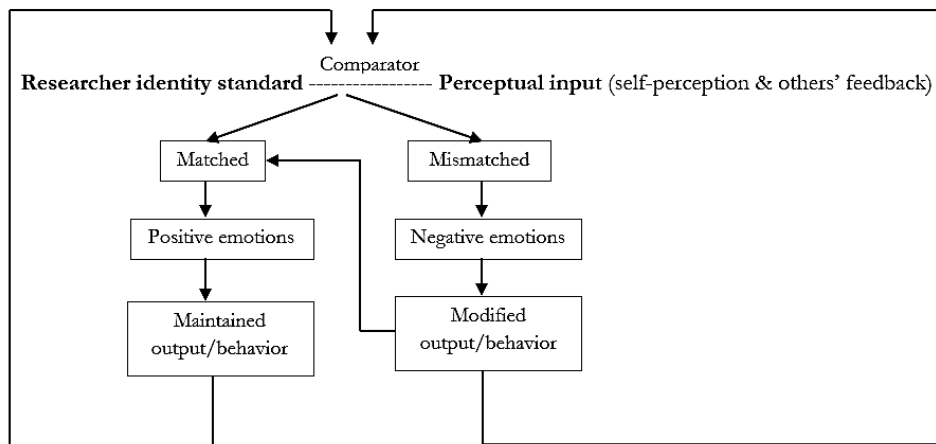 Comparator
Researcher identity standard Perceptual input (self-perception & others' feedback)
Matched
Mismatched
Positive emotions
Negative emotions
Maintained
output/behavior
Modified
output/behavior